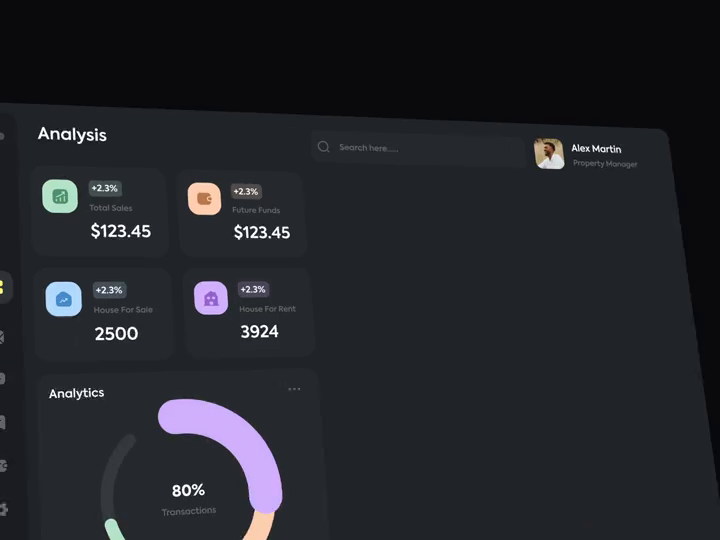 Analysis
Search here.....
Alex Martin
Property Manager
+2.3%
Total Sales
$123.45
+2.3%
Future Funds
$123.45
+2.3%
House For Sale
2500
+2.3%
House For Rent
3924
Analytics
80%
Transactions